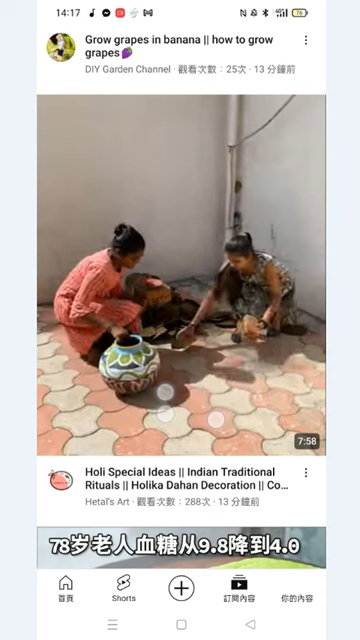 14:17
78
Grow grapes in banana || how to grow
grapes🍆
DIY Garden Channel · 觀看次數：25次 · 13 分鐘前
7:58
Holi Special Ideas || Indian Traditional
Rituals || Holika Dahan Decoration || Co...
Hetal's Art · 觀看次數：288次 · 13 分鐘前
78岁老人血糖从9.8降到4.0
首頁
Shorts
訂閱內容
你的內容